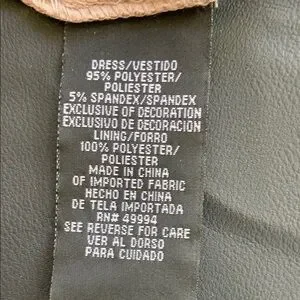 DRESS/VESTIDO
95% POLYESTER/
POLIESTER
5% SPANDEX/SPANDEX
EXCLUSIVE OF DECORATION
EXCLUSIVO DE DECORACION
LINING/FORRO
100% POLYESTER/
POLIESTER
MADE IN CHINA
OF IMPORTED FABRIC
HECHO EN CHINA
DE TELA IMPORTADA
RN# 49994
SEE REVERSE FOR CARE
VER AL DORSO
PARA CUIDADO